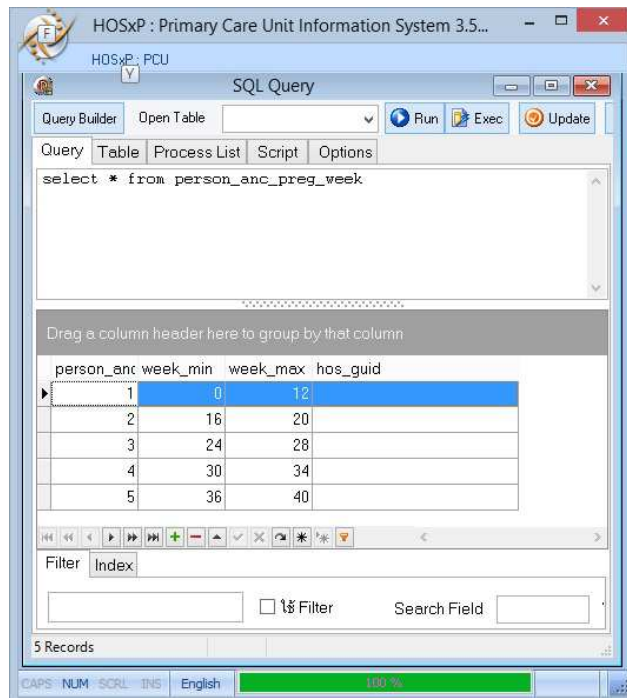 HOSxP : Primary Care Unit Information System 3.5...
HOSxP : PCU
F
Y
SQL Query
Query Builder Open Table Run Exec Update
Query Table Process List Script Options
select * from person_anc_preg_week
Drag a column header here to group by that column
person_anc week_min week_max hos_guid
1 0 12
2 16 20
3 24 28
4 30 34
5 36 40
Filter Index
ใช้ Filter Search Field
5 Records
CAPS NUM SCRL INS English 100 %